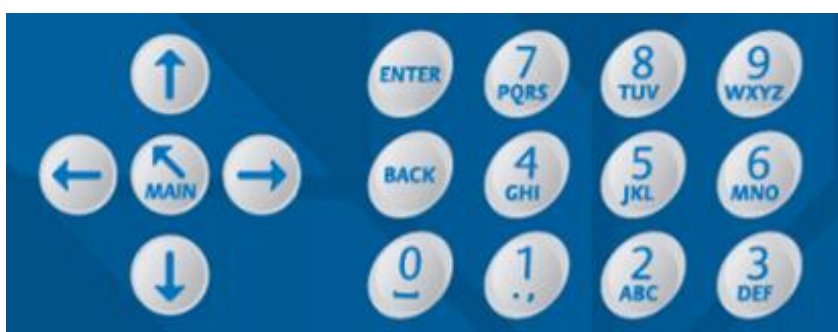 ENTER 7 8 9
PQRS TUV WXYZ
MAIN BACK 4 5 6
GHI JKL MNO
0 1 2 3
., ABC DEF